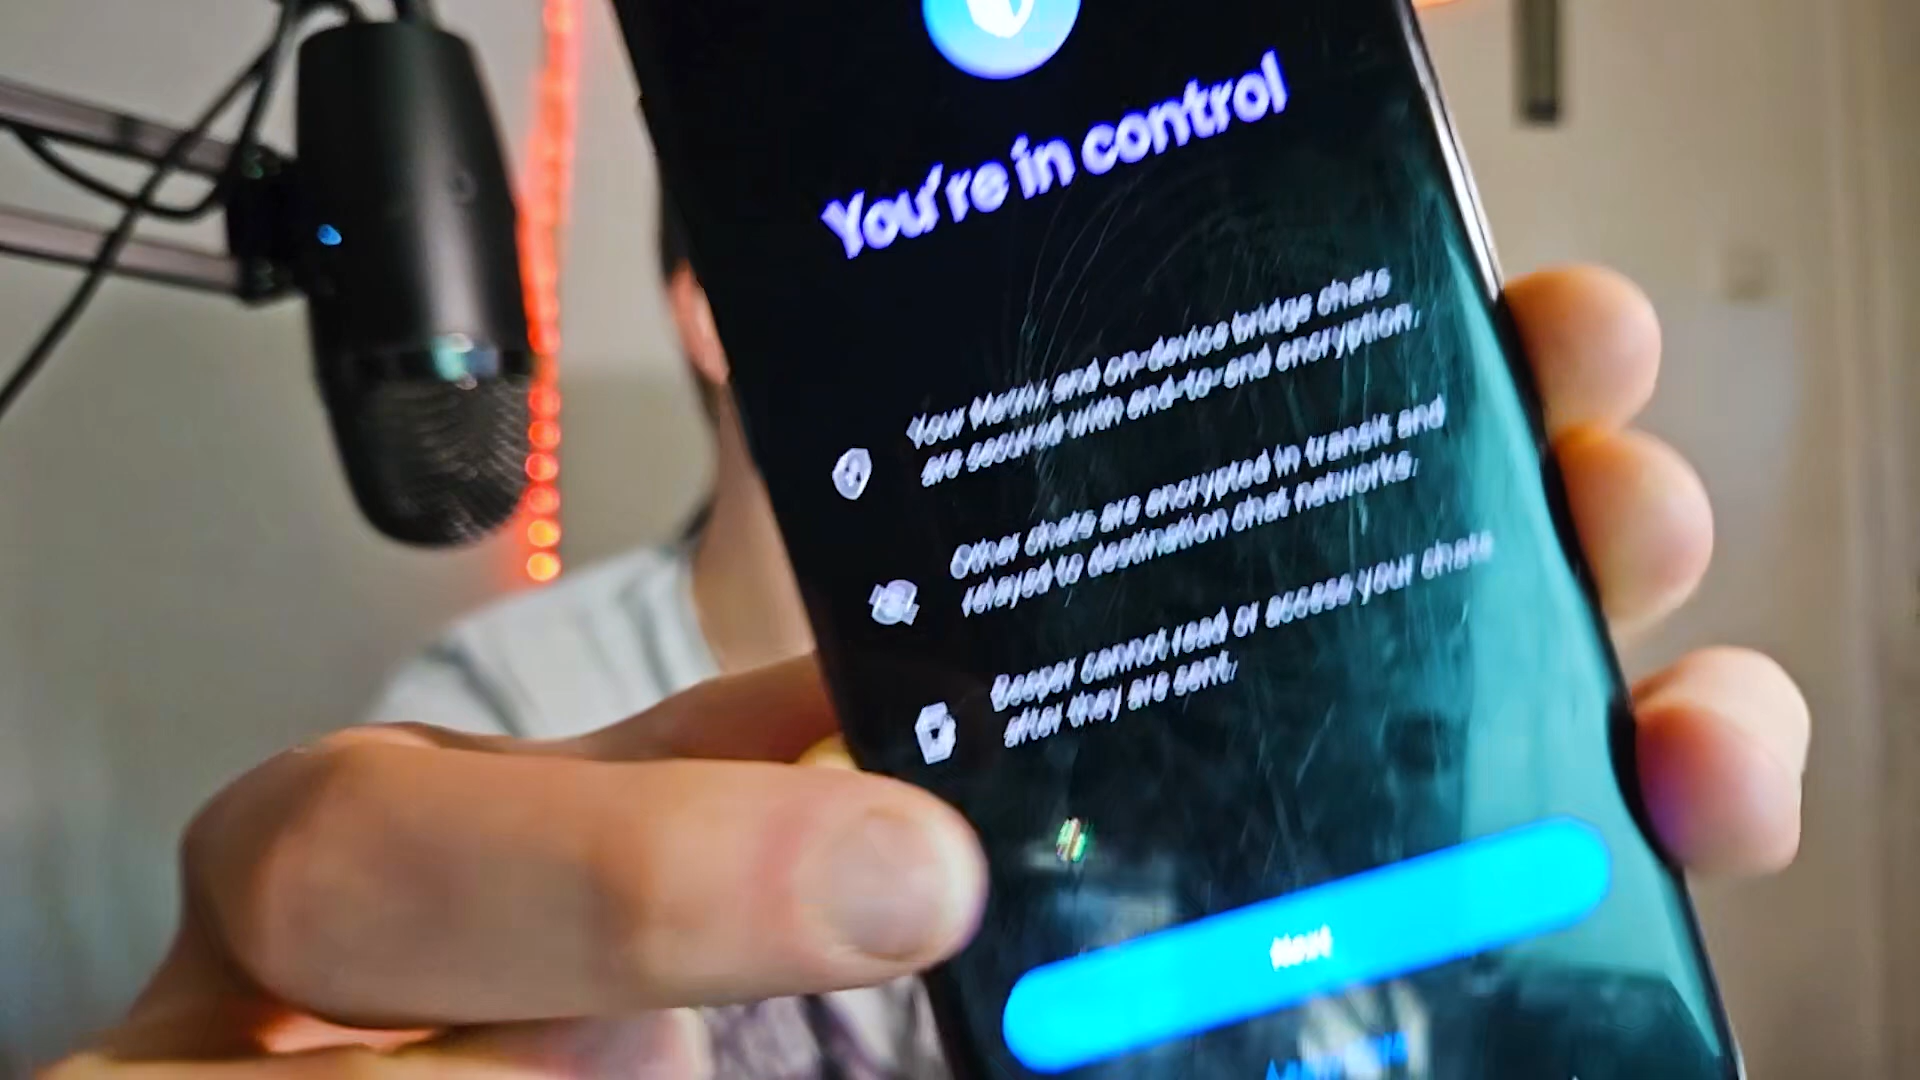 You're in control
Your Matrix and on-device bridge chats
are secured with end-to-end encryption.
Other chats are encrypted in transit and
relayed to destination chat networks.
Beeper cannot read or access your chats
after they are sent.
Next